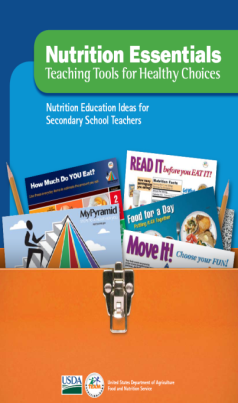 Nutrition Essentials
Teaching Tools for Healthy Choices
Nutrition Education Ideas for
Secondary School Teachers
How Much Do YOU Eat?
READ IT before you EAT IT!
Nutrition Facts
2
MyPyramid
Food for a Day
Move It!
Choose your FUN!
USDA
United States Department of Agriculture
Food and Nutrition Service